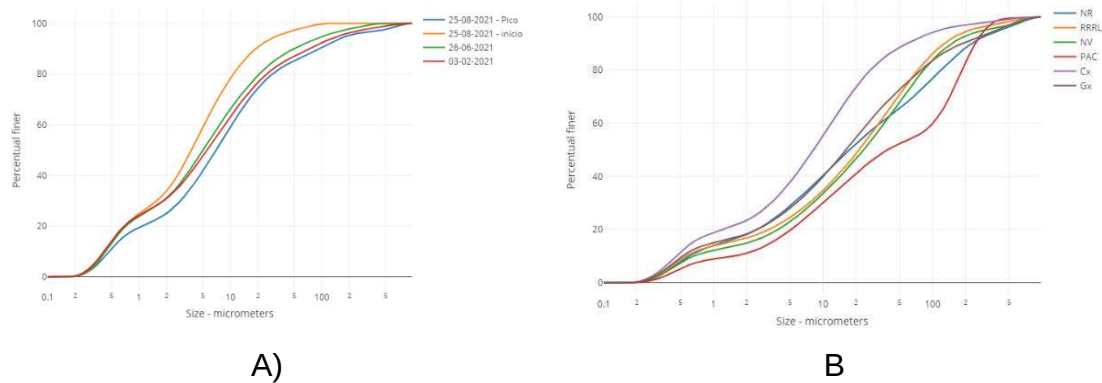 100
80
60
40
20
0
Percentual finer
0.1
2
5
1
2
5
10
2
5
100
2
5
Size - micrometers
25-08-2021 - Pico
25-08-2021 - início
26-06-2021
03-02-2021
A)
100
80
60
40
20
0
Percentual finer
0.1
2
5
1
2
5
10
2
5
100
2
5
Size - micrometers
NR
RRRL
NV
PAC
Cx
Gx
B